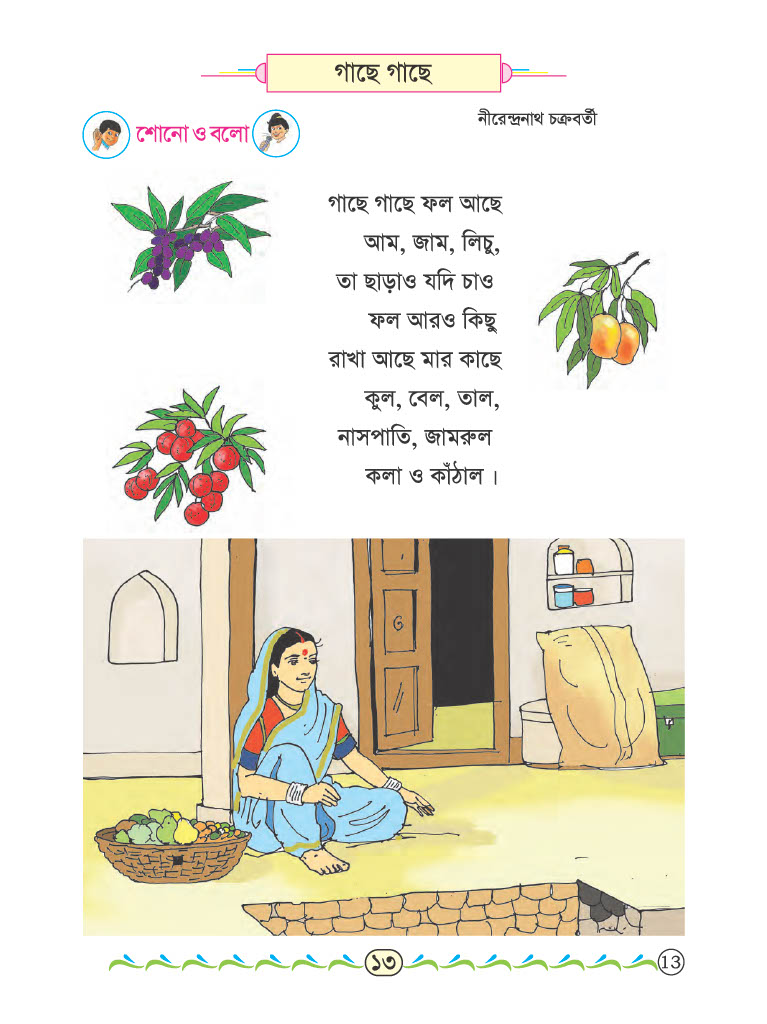 গাছে গাছে
শোনো ও বলো
নীরেন্দ্রনাথ চক্রবর্তী
গাছে গাছে ফল আছে
আম, জাম, লিচু,
তা ছাড়াও যদি চাও
ফল আরও কিছু
রাখা আছে মার কাছে
কুল, বেল, তাল,
নাসপাতি, জামরুল
কলা ও কাঁঠাল ।
১৩
13